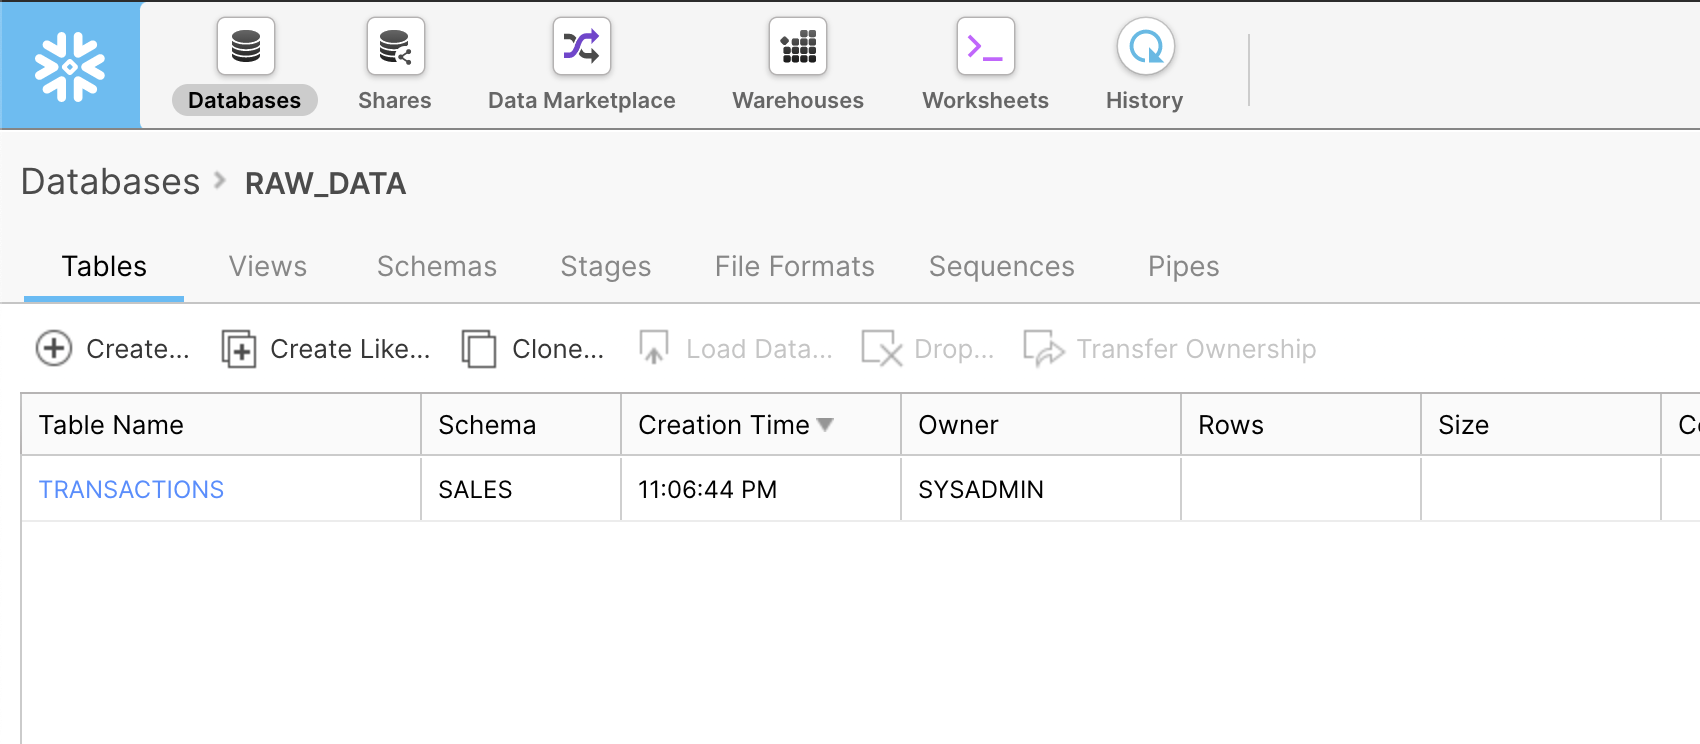 Databases Shares Data Marketplace Warehouses Worksheets History
Databases RAW_DATA
Tables Views Schemas Stages File Formats Sequences Pipes
Create... Create Like... Clone... Load Data... Drop... Transfer Ownership
Table Name Schema Creation Time Owner Rows Size
TRANSACTIONS SALES 11:06:44 PM SYSADMIN